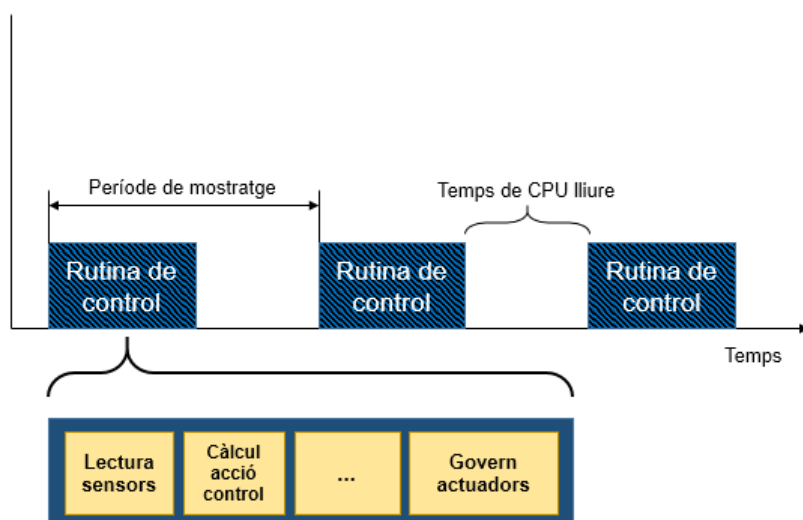 Període de mostratge
Temps de CPU lliure
Rutina de
control
Rutina de
control
Rutina de
control
Temps
Lectura
sensors
Càlcul
acció
control
...
Govern
actuadors